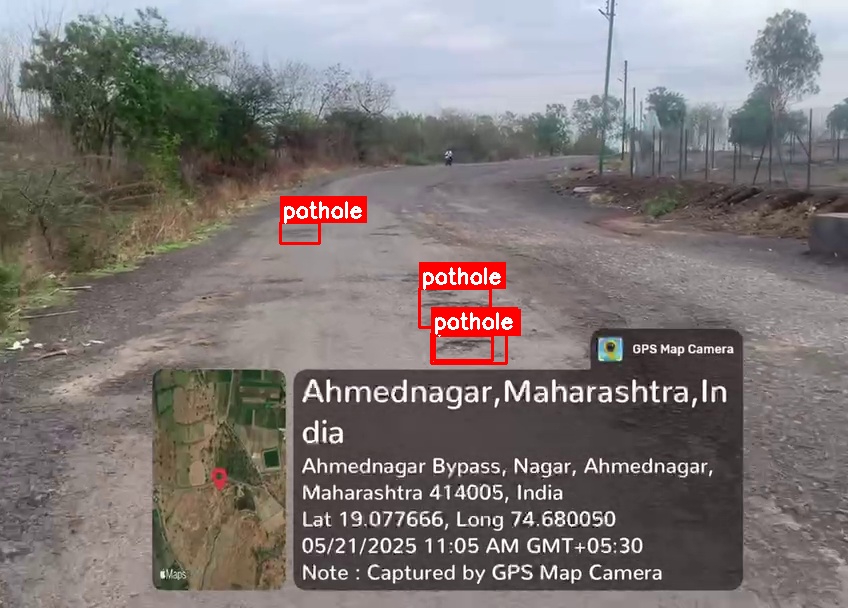 pothole
pothole
pothole
GPS Map Camera
Ahmednagar,Maharashtra,In
dia
Ahmednagar Bypass, Nagar, Ahmednagar,
Maharashtra 414005, India
Lat 19.077666, Long 74.680050
05/21/2025 11:05 AM GMT+05:30
Note : Captured by GPS Map Camera
Maps